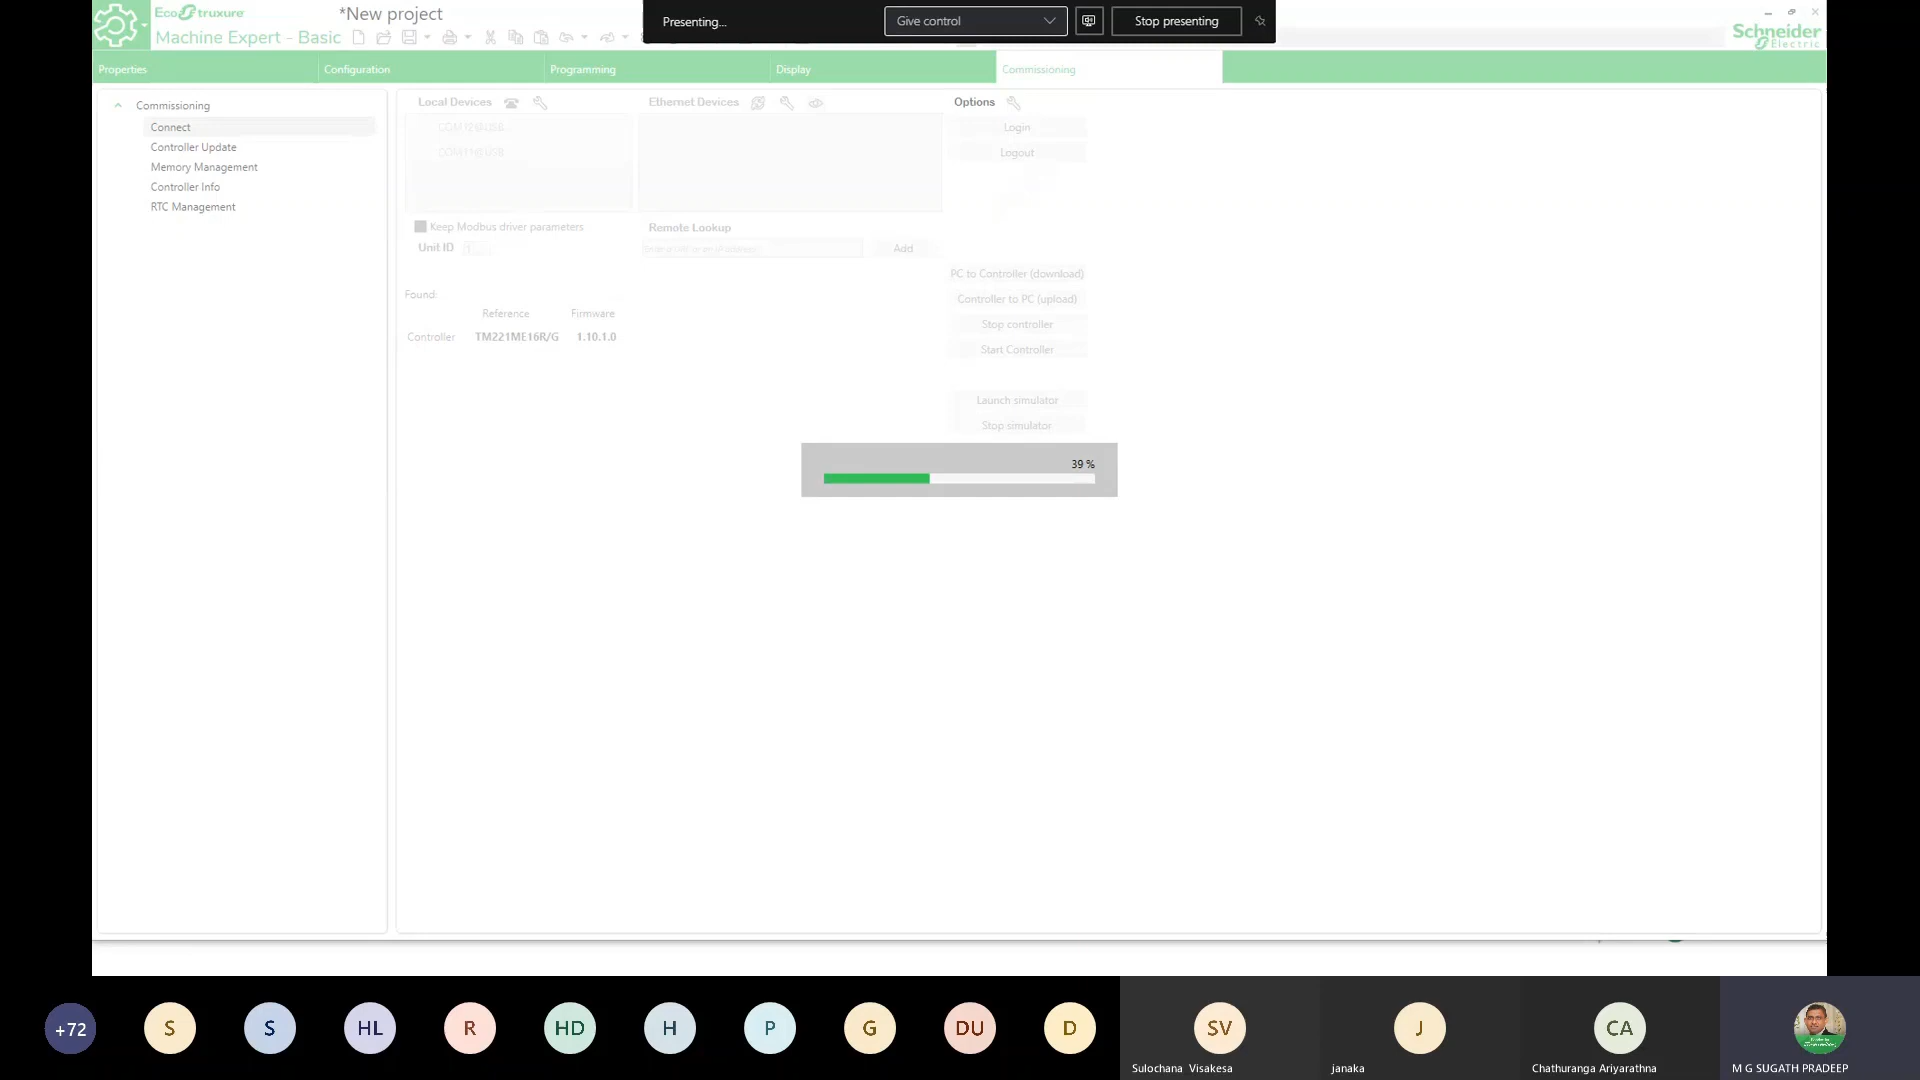 EcoStruxure
Machine Expert - Basic
*New project
Presenting...
Give control
Stop presenting
Schneider
Electric
Properties
Configuration
Programming
Display
Commissioning
Commissioning
Connect
Controller Update
Memory Management
Controller Info
RTC Management
Local Devices
Ethernet Devices
Options
Login
Logout
Keep Modbus driver parameters
Unit ID
1
Remote Lookup
Add
Found:
Reference
Firmware
Controller
TM221ME16R/G
1.10.1.0
PC to Controller (download)
Controller to PC (upload)
Stop controller
Start Controller
Launch simulator
Stop simulator
39 %
+72
S
S
HL
R
HD
H
P
G
DU
D
SV
J
CA
Sulochana Visakesa
janaka
Chathuranga Ariyarathna
M G SUGATH PRADEEP